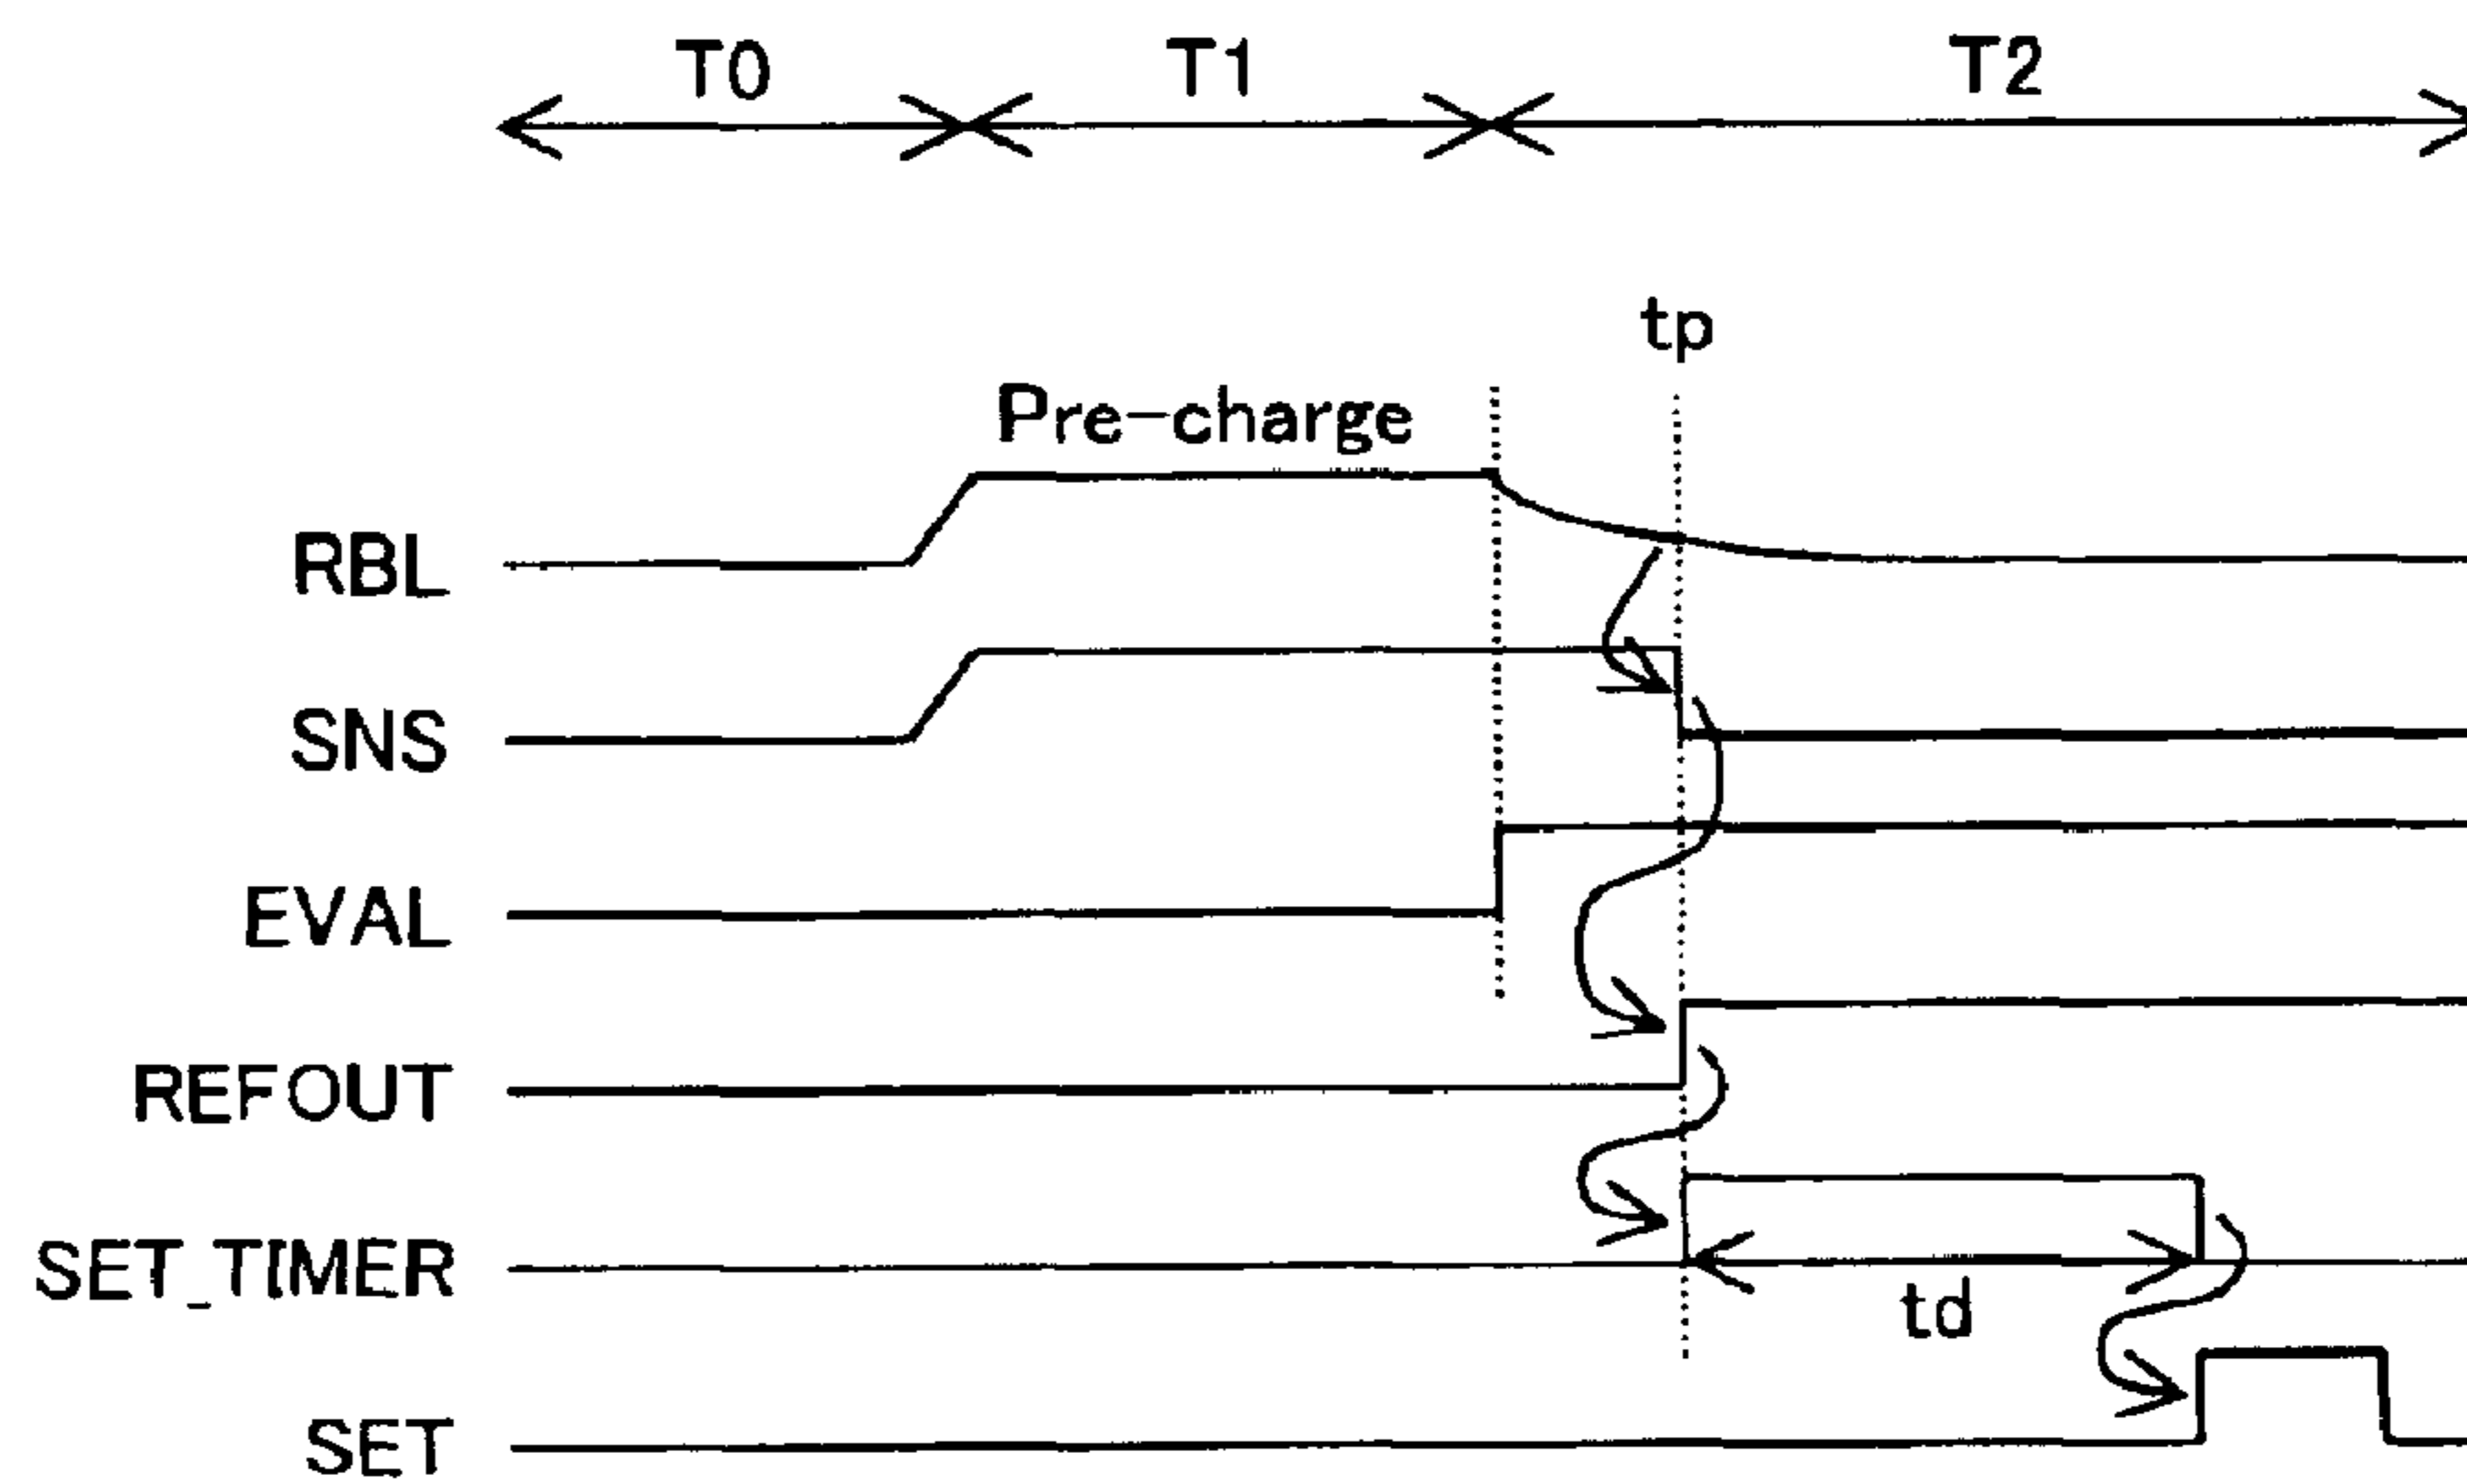 T0 T1 T2
tp
Pre-charge
RBL
SNS
EVAL
REFOUT
SET_TIMER
td
SET